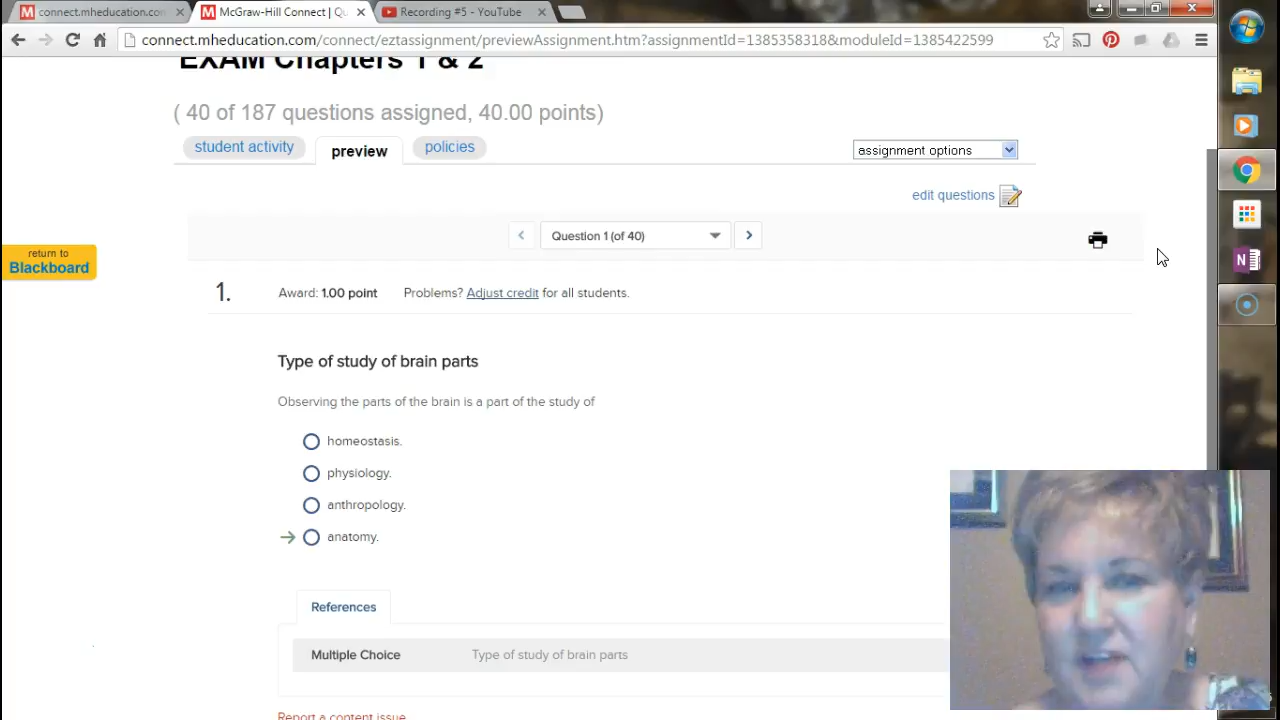 connect.mheducation.com
McGraw-Hill Connect | Qu
Recording #5 - YouTube
connect.mheducation.com/connect/eztassignment/previewAssignment.htm?assignmentId=1385358318&moduleId=1385422599
EXAM Chapters 1 & 2
( 40 of 187 questions assigned, 40.00 points)
student activity
preview
policies
assignment options
edit questions
return to
Blackboard
Question 1 (of 40)
1.
Award: 1.00 point
Problems? Adjust credit for all students.
Type of study of brain parts
Observing the parts of the brain is a part of the study of
homeostasis.
physiology.
anthropology.
anatomy.
References
Multiple Choice
Type of study of brain parts
Report a content issue